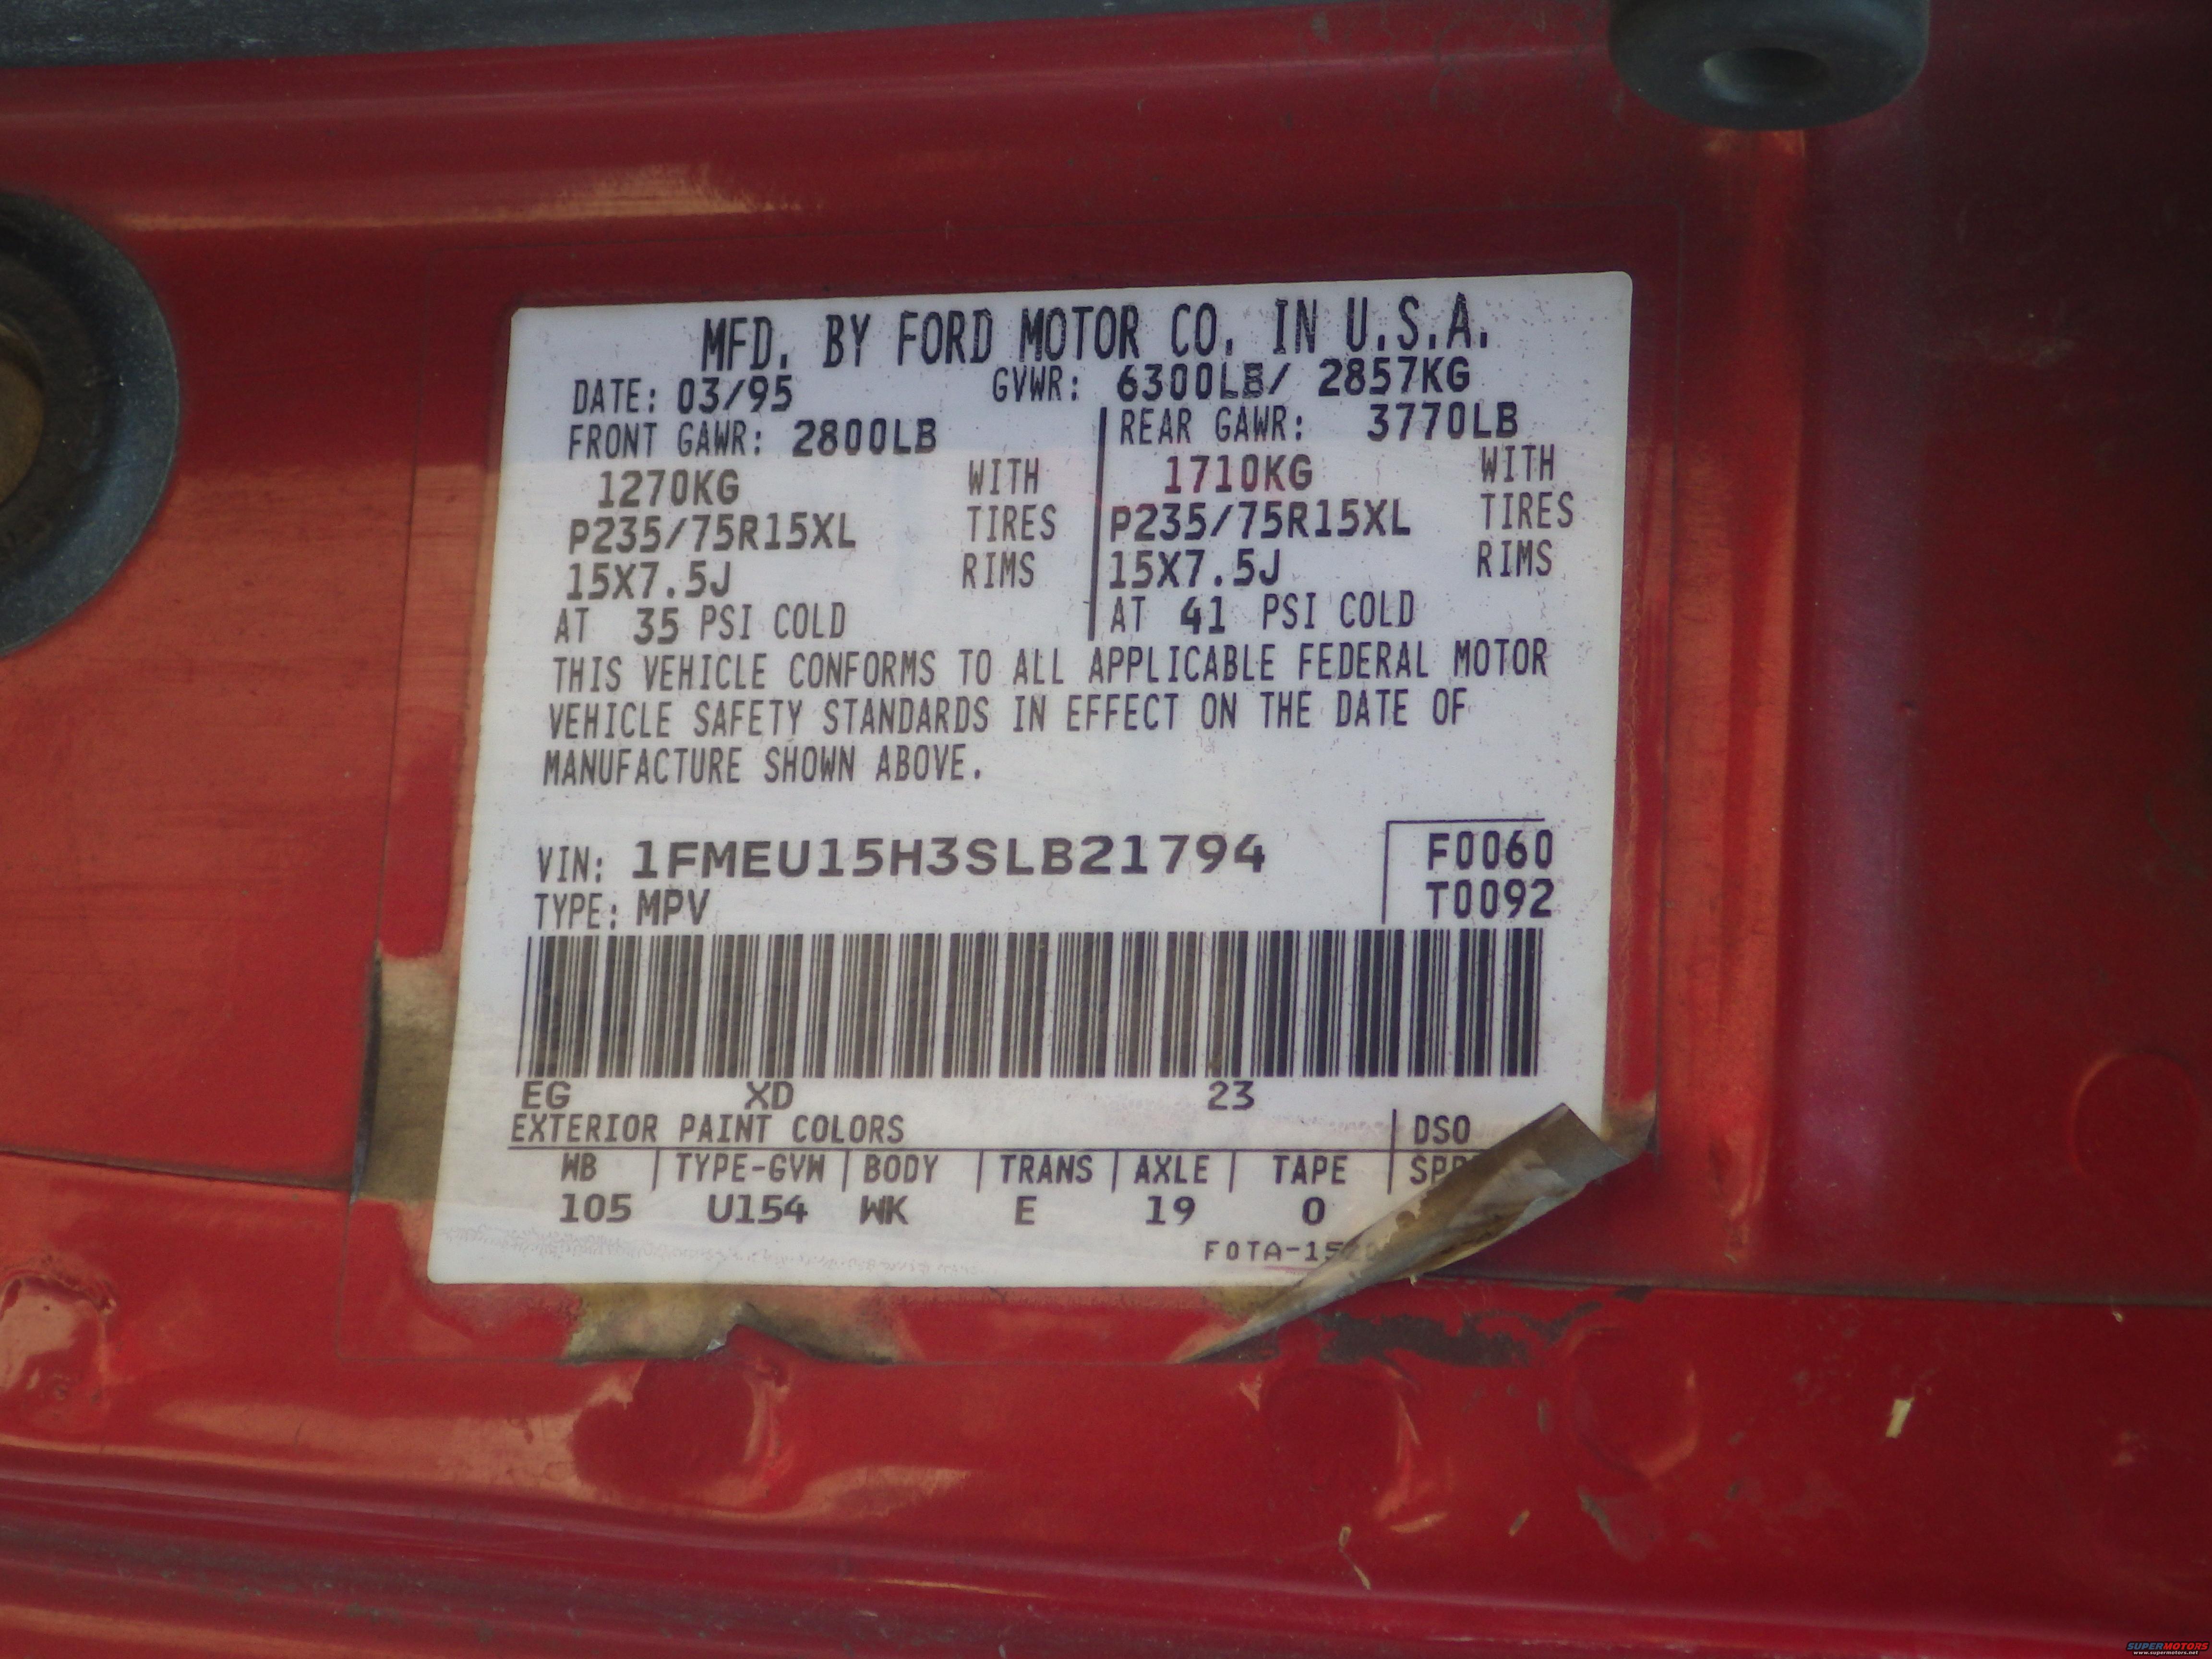 MFD. BY FORD MOTOR CO. IN U.S.A.
DATE: 03/95 GVWR: 6300LB/ 2857KG
FRONT GAWR: 2800LB REAR GAWR: 3770LB
1270KG WITH 1710KG WITH
P235/75R15XL TIRES P235/75R15XL TIRES
15X7.5J RIMS 15X7.5J RIMS
AT 35 PSI COLD AT 41 PSI COLD
THIS VEHICLE CONFORMS TO ALL APPLICABLE FEDERAL MOTOR
VEHICLE SAFETY STANDARDS IN EFFECT ON THE DATE OF
MANUFACTURE SHOWN ABOVE.
VIN: 1FMEU15H3SLB21794 F0060
TYPE: MPV T0092
EG XD 23
EXTERIOR PAINT COLORS DSO
WB TYPE-GVW BODY TRANS AXLE TAPE
105 U154 WK E 19 0
SUPERMOTORS
www.supermotors.net